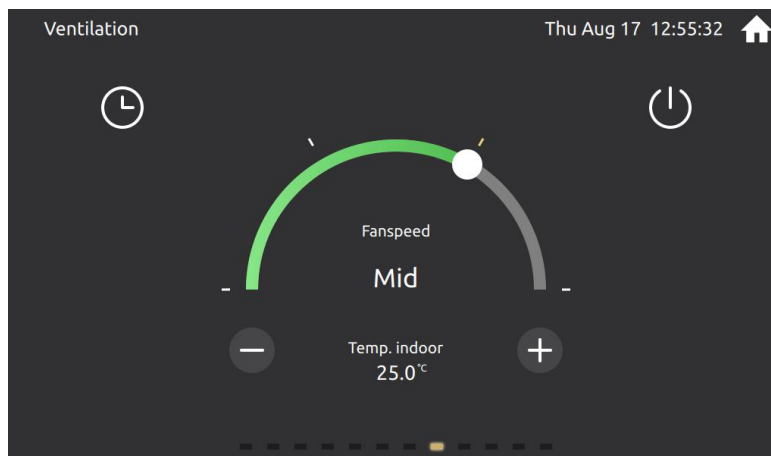 Ventilation
Thu Aug 17 12:55:32
Fanspeed
Mid
Temp. indoor
25.0℃